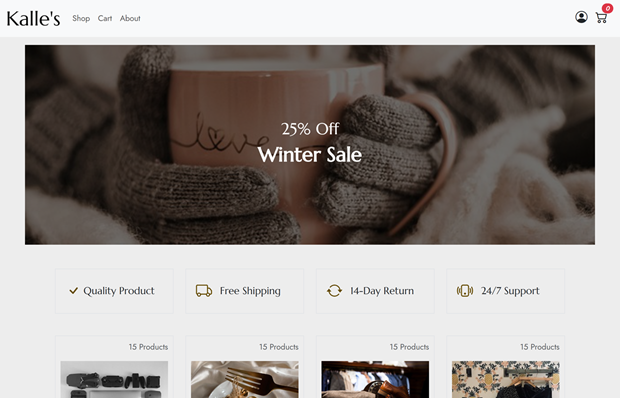 Kalle's
Shop Cart About
0
25% Off
Winter Sale
love
Quality Product
Free Shipping
14-Day Return
24/7 Support
15 Products
15 Products
15 Products
15 Products